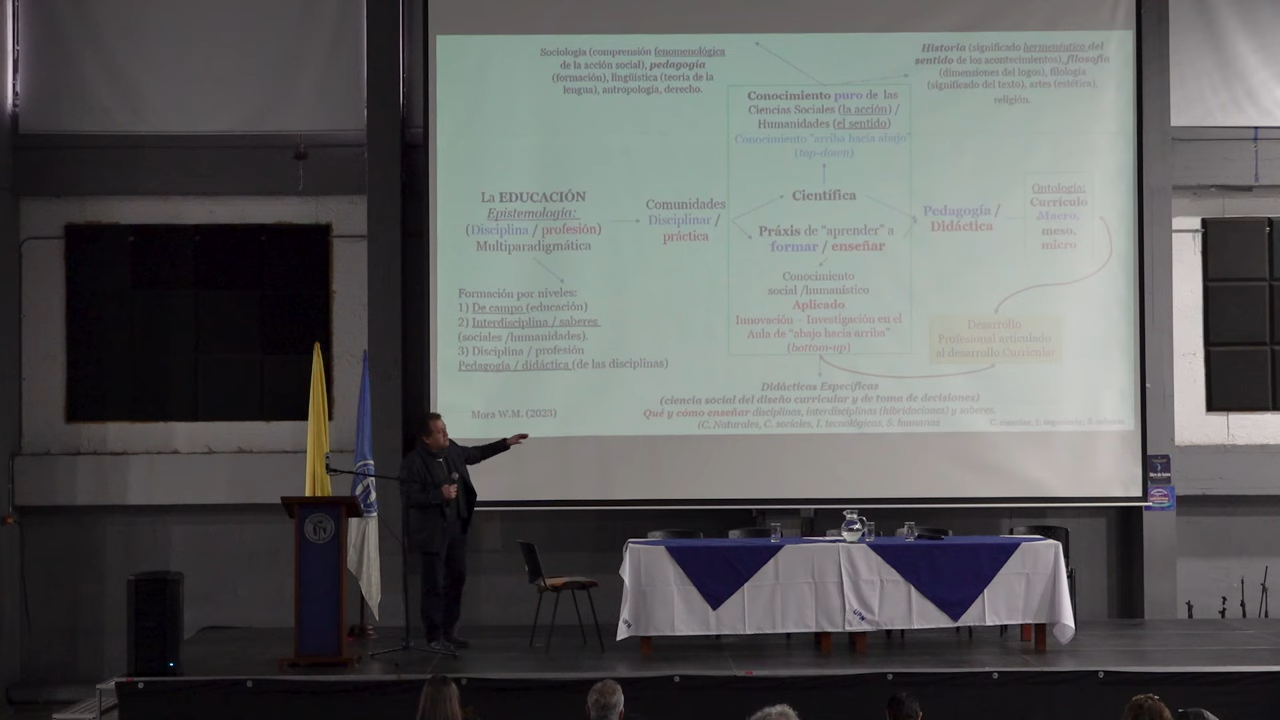 Sociología (comprensión fenomenológica
de la acción social), pedagogía
(formación), lingüística (teoría de la
lengua), antropología, derecho.
Historia (significado hermenéutico del
sentido de los acontecimientos), filosofía
(dimensiones del logos), filología
(significado del texto), artes (estética),
religión.
Conocimiento puro de las
Ciencias Sociales (la acción) /
Humanidades (el sentido)
Conocimiento "arriba hacia abajo"
(top-down)
La EDUCACIÓN
Epistemología:
(Disciplina / profesión)
Multiparadigmática
Comunidades
Disciplinar /
práctica
Científica
Práxis de "aprender" a
formar / enseñar
Pedagogía /
Didáctica
Ontología:
Currículo
Macro,
meso,
micro
Conocimiento
social /humanístico
Aplicado
Innovación - Investigación en el
Aula de "abajo hacia arriba"
(bottom-up)
Formación por niveles:
1) De campo (educación)
2) Interdisciplina / saberes
(sociales /humanidades).
3) Disciplina / profesión
Pedagogía / didáctica (de las disciplinas)
Desarrollo
Profesional articulado
al desarrollo Curricular
Didácticas Específicas
(ciencia social del diseño curricular y de toma de decisiones)
Qué y cómo enseñar disciplinas, interdisciplinas (hibridaciones) y saberes.
(C. Naturales, C. sociales, I. tecnológicas, S. humanas
Mora W.M. (2023)
UPN
UPN